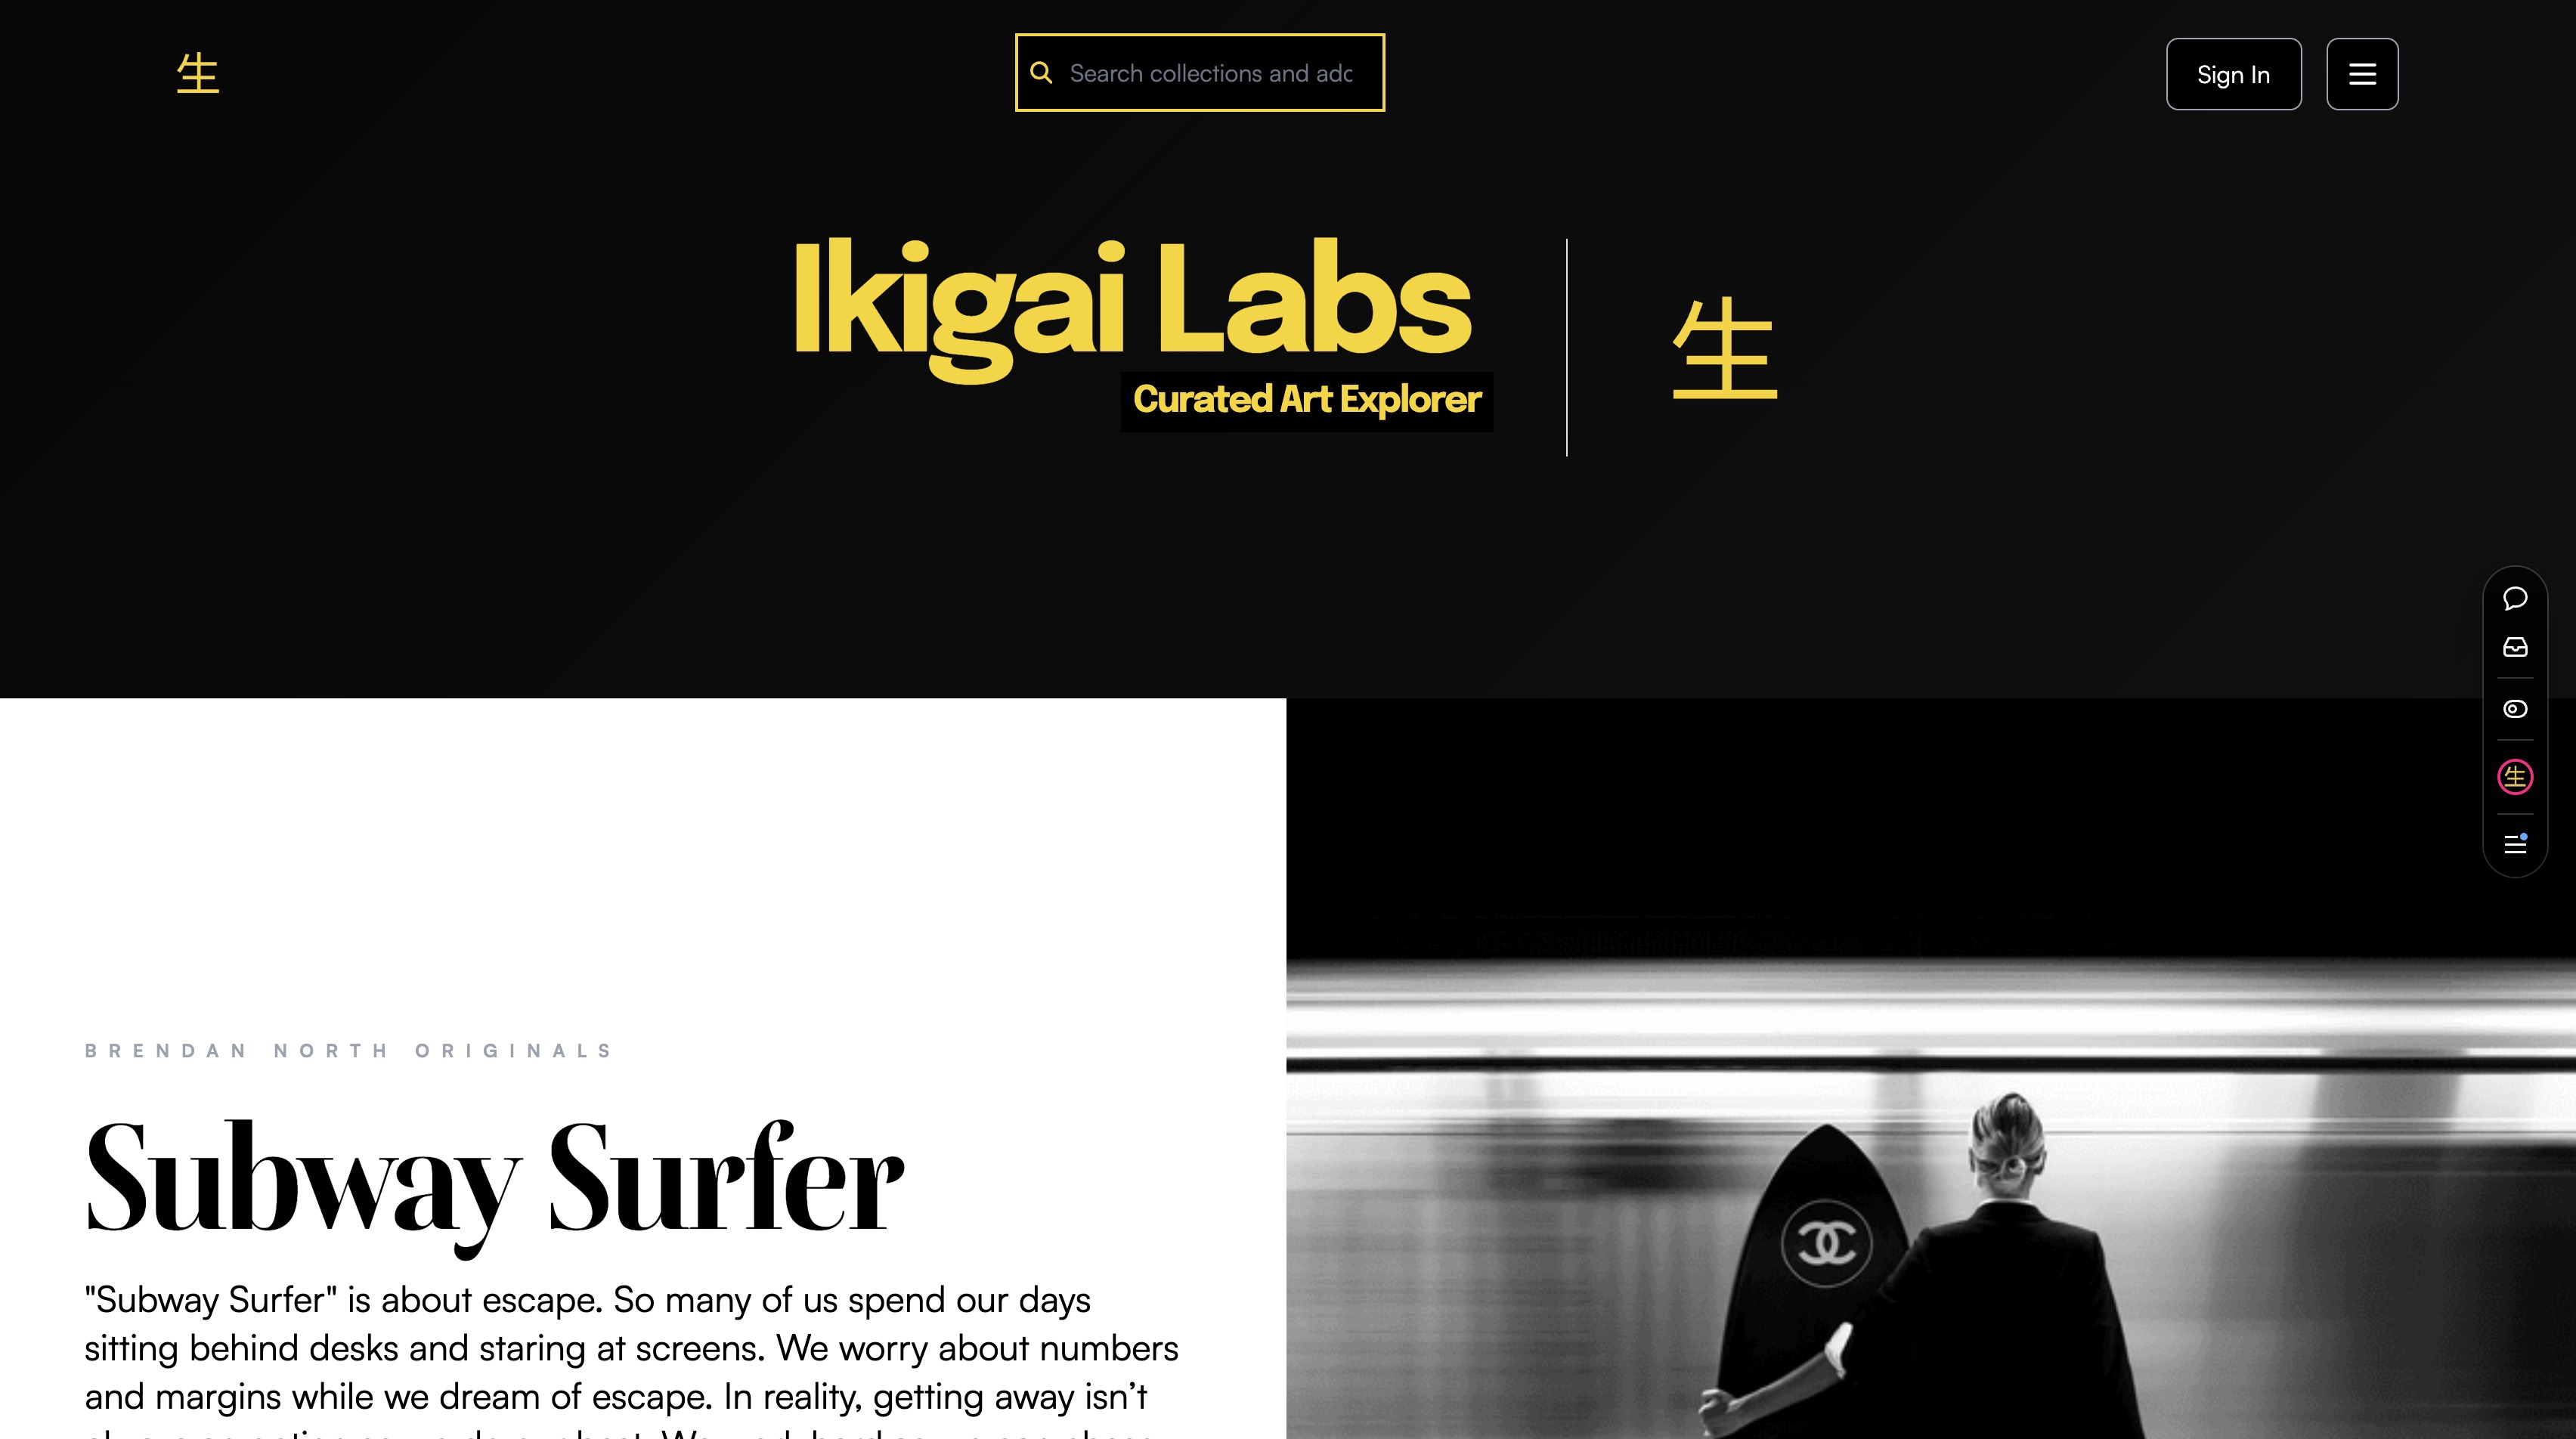 生
Search collections and add
Sign In
Ikigai Labs
Curated Art Explorer
生
生
BRENDAN NORTH ORIGINALS
Subway Surfer
"Subway Surfer" is about escape. So many of us spend our days
sitting behind desks and staring at screens. We worry about numbers
and margins while we dream of escape. In reality, getting away isn’t